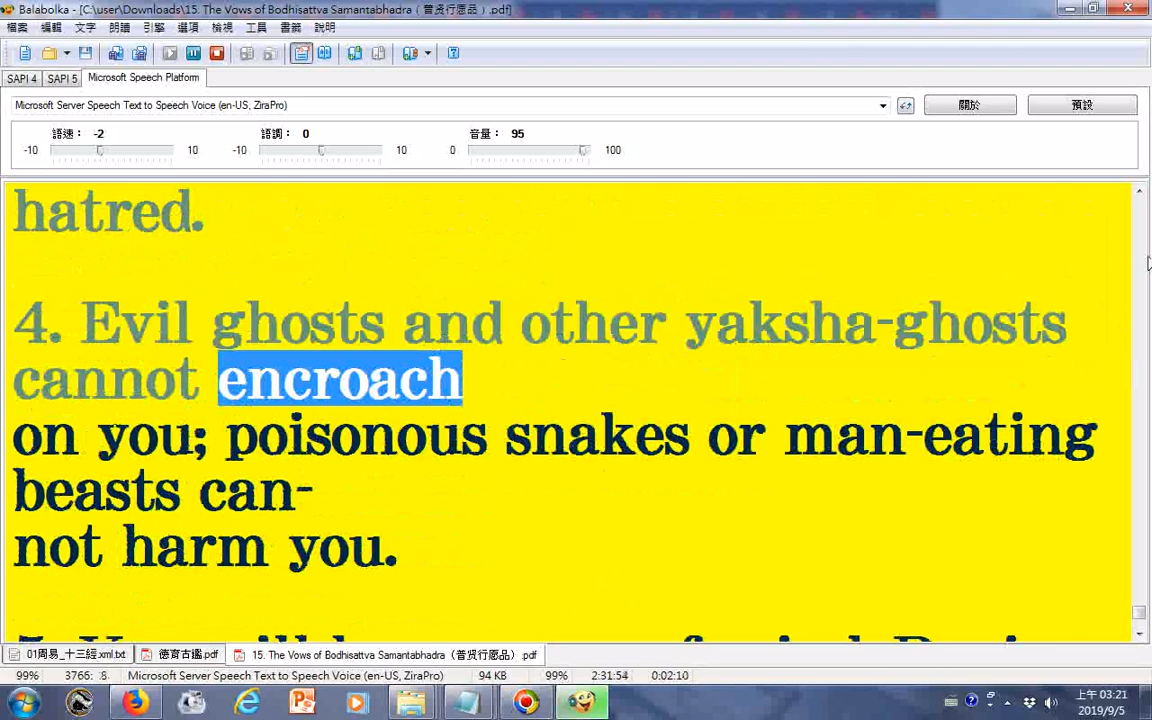 Balabolka - [C:\user\Downloads\15. The Vows of Bodhisattva Samantabhadra（普贤行愿品）.pdf]
檔案 編輯 文字 朗讀 引擎 選項 檢視 工具 書籤 說明
SAPI 4 SAPI 5 Microsoft Speech Platform
Microsoft Server Speech Text to Speech Voice (en-US, ZiraPro) 關於 預設
語速： -2 語調： 0 音量： 95
-10 10 -10 10 0 100
hatred.
4. Evil ghosts and other yaksha-ghosts
cannot encroach
on you; poisonous snakes or man-eating
beasts can-
not harm you.
01周易_十三經.xml.txt 德育古鑑.pdf 15. The Vows of Bodhisattva Samantabhadra（普贤行愿品）.pdf
99% 3765: Microsoft Server Speech Text to Speech Voice (en-US, ZiraPro) 94 KB 99% 2:31:54 0:02:10
上午 03:21
2019/9/5